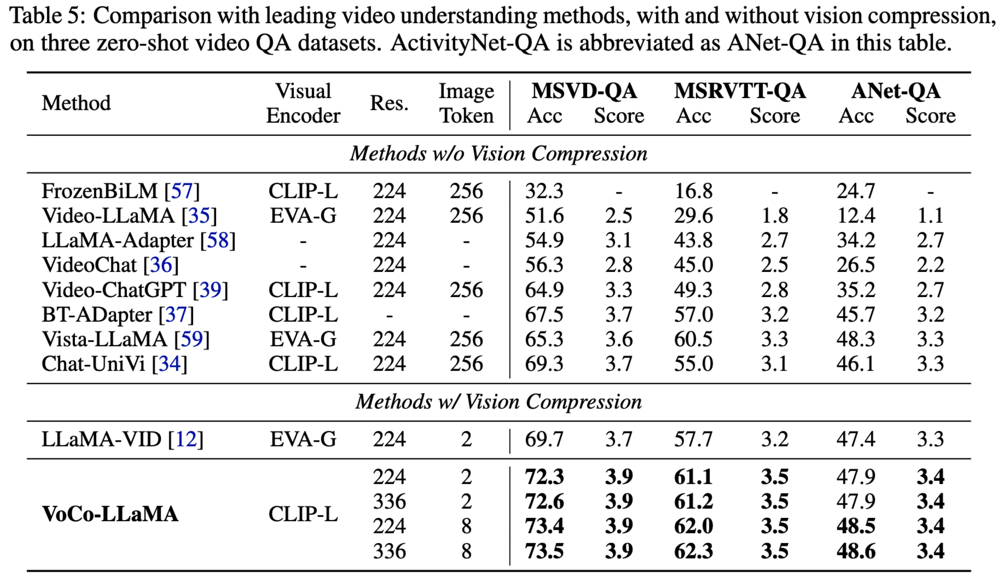 Table 5: Comparison with leading video understanding methods, with and without vision compression,
on three zero-shot video QA datasets. ActivityNet-QA is abbreviated as ANet-QA in this table.
Method Visual Encoder Res. Image Token MSVD-QA MSRVTT-QA ANet-QA
Acc Score Acc Score Acc Score
Methods w/o Vision Compression
FrozenBiLM [57] CLIP-L 224 256 32.3 - 16.8 - 24.7 -
Video-LLaMA [35] EVA-G 224 256 51.6 2.5 29.6 1.8 12.4 1.1
LLaMA-Adapter [58] - 224 - 54.9 3.1 43.8 2.7 34.2 2.7
VideoChat [36] - 224 - 56.3 2.8 45.0 2.5 26.5 2.2
Video-ChatGPT [39] CLIP-L 224 256 64.9 3.3 49.3 2.8 35.2 2.7
BT-ADapter [37] CLIP-L - - 67.5 3.7 57.0 3.2 45.7 3.2
Vista-LLaMA [59] EVA-G 224 256 65.3 3.6 60.5 3.3 48.3 3.3
Chat-UniVi [34] CLIP-L 224 256 69.3 3.7 55.0 3.1 46.1 3.3
Methods w/ Vision Compression
LLaMA-VID [12] EVA-G 224 2 69.7 3.7 57.7 3.2 47.4 3.3
VoCo-LLaMA CLIP-L
224 2 72.3 3.9 61.1 3.5 47.9 3.4
336 2 72.6 3.9 61.2 3.5 47.9 3.4
224 8 73.4 3.9 62.0 3.5 48.5 3.4
336 8 73.5 3.9 62.3 3.5 48.6 3.4